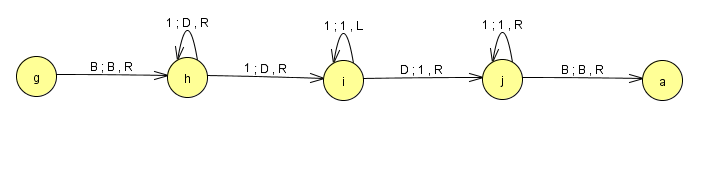 1 ; D , R
1 ; 1 , L
1 ; 1 , R
g
B ; B , R
h
1 ; D , R
i
D ; 1 , R
j
B ; B , R
a